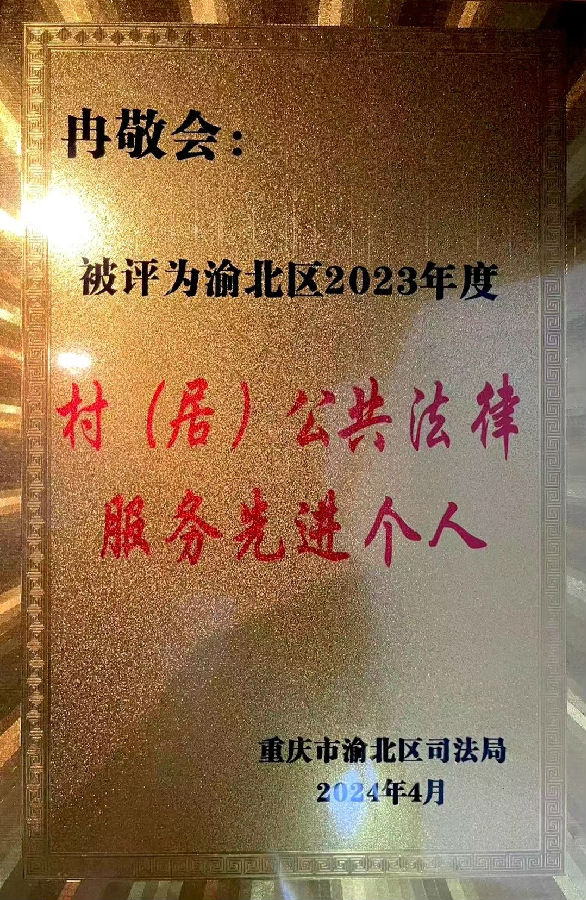 冉敬会：
被评为渝北区2023年度
村（居）公共法律
服务先进个人
重庆市渝北区司法局
2024年4月